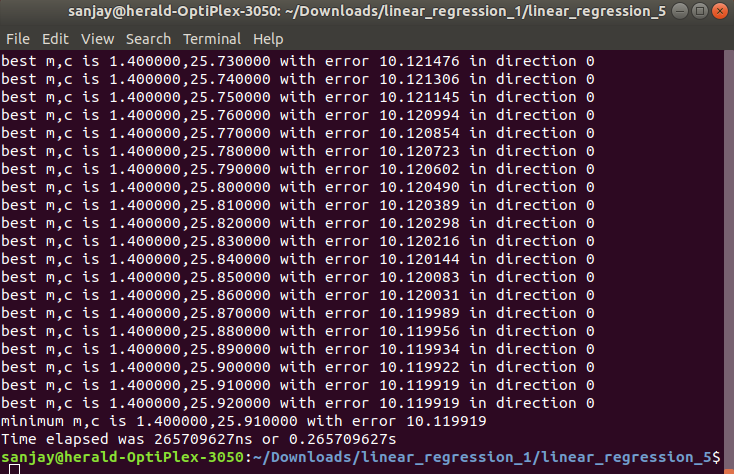 sanjay@herald-OptiPlex-3050: ~/Downloads/linear_regression_1/linear_regression_5
File Edit View Search Terminal Help
best m,c is 1.400000,25.730000 with error 10.121476 in direction 0
best m,c is 1.400000,25.740000 with error 10.121306 in direction 0
best m,c is 1.400000,25.750000 with error 10.121145 in direction 0
best m,c is 1.400000,25.760000 with error 10.120994 in direction 0
best m,c is 1.400000,25.770000 with error 10.120854 in direction 0
best m,c is 1.400000,25.780000 with error 10.120723 in direction 0
best m,c is 1.400000,25.790000 with error 10.120602 in direction 0
best m,c is 1.400000,25.800000 with error 10.120490 in direction 0
best m,c is 1.400000,25.810000 with error 10.120389 in direction 0
best m,c is 1.400000,25.820000 with error 10.120298 in direction 0
best m,c is 1.400000,25.830000 with error 10.120216 in direction 0
best m,c is 1.400000,25.840000 with error 10.120144 in direction 0
best m,c is 1.400000,25.850000 with error 10.120083 in direction 0
best m,c is 1.400000,25.860000 with error 10.120031 in direction 0
best m,c is 1.400000,25.870000 with error 10.119989 in direction 0
best m,c is 1.400000,25.880000 with error 10.119956 in direction 0
best m,c is 1.400000,25.890000 with error 10.119934 in direction 0
best m,c is 1.400000,25.900000 with error 10.119922 in direction 0
best m,c is 1.400000,25.910000 with error 10.119919 in direction 0
best m,c is 1.400000,25.920000 with error 10.119919 in direction 0
minimum m,c is 1.400000,25.910000 with error 10.119919
Time elapsed was 265709627ns or 0.265709627s
sanjay@herald-OptiPlex-3050:~/Downloads/linear_regression_1/linear_regression_5$